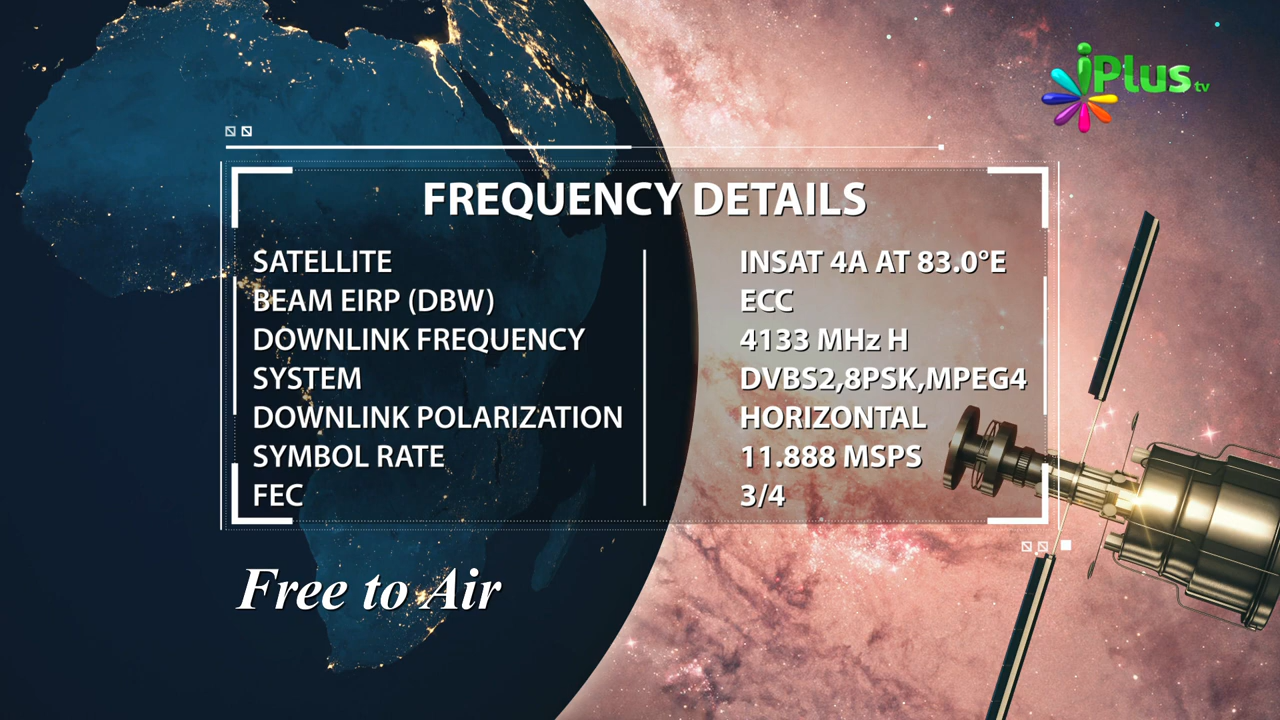 iPlus tv
FREQUENCY DETAILS
SATELLITE INSAT 4A AT 83.0°E
BEAM EIRP (DBW) ECC
DOWNLINK FREQUENCY 4133 MHz H
SYSTEM DVBS2,8PSK,MPEG4
DOWNLINK POLARIZATION HORIZONTAL
SYMBOL RATE 11.888 MSPS
FEC 3/4
Free to Air